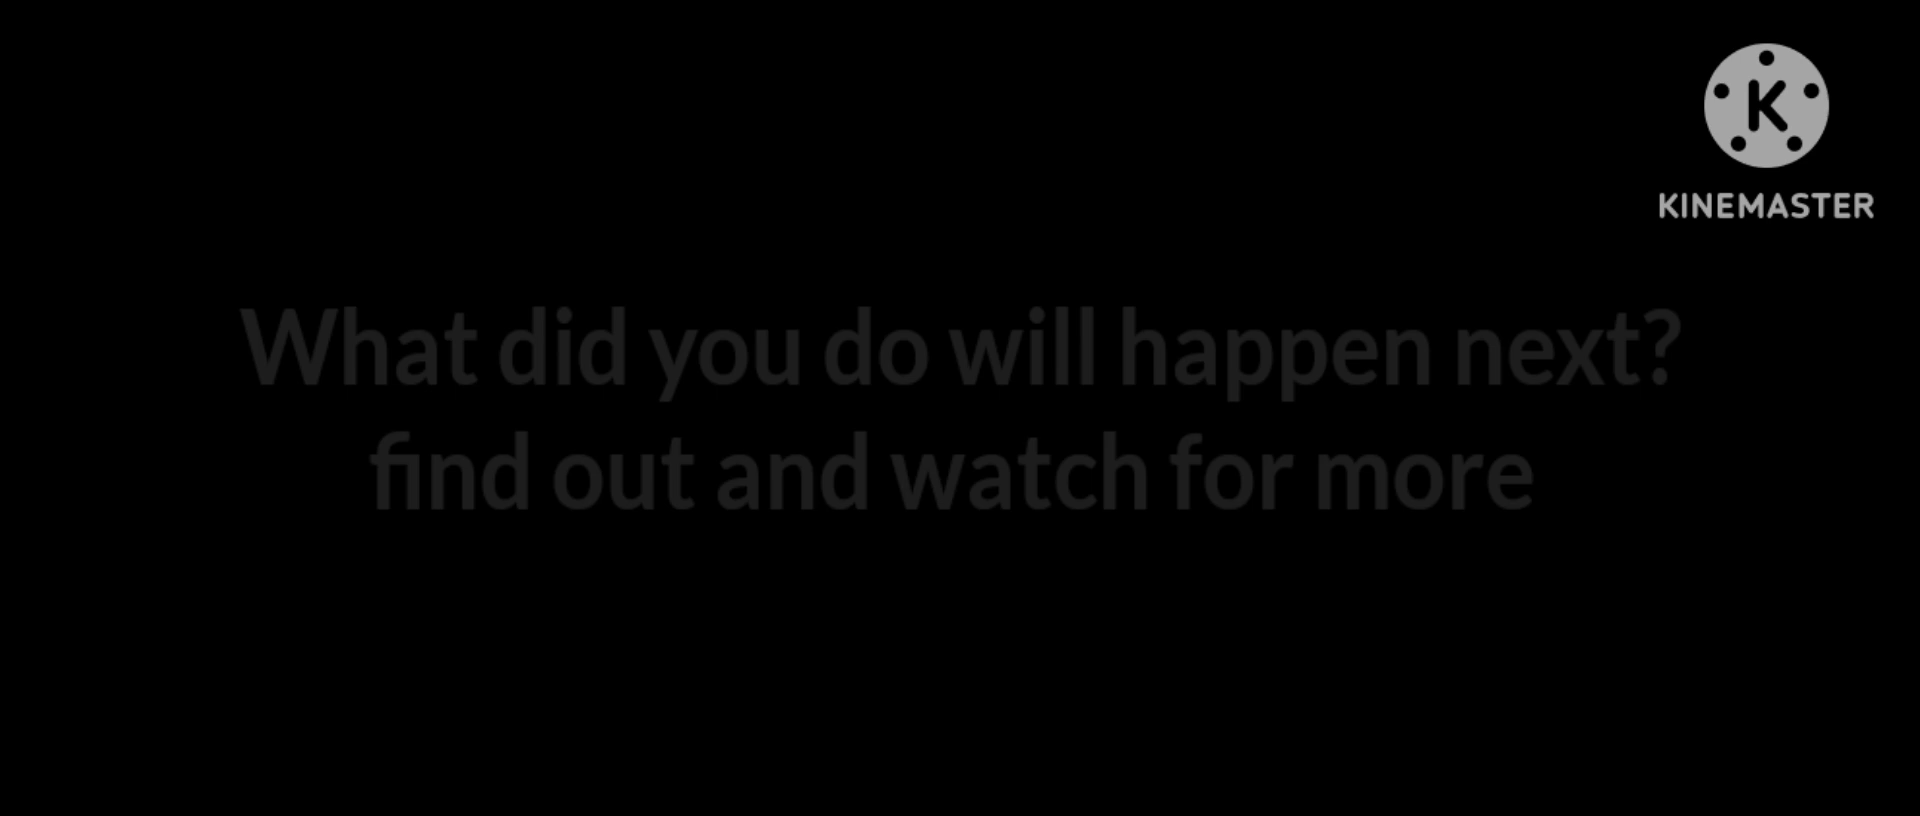 K
KINEMASTER
What did you do will happen next?
find out and watch for more